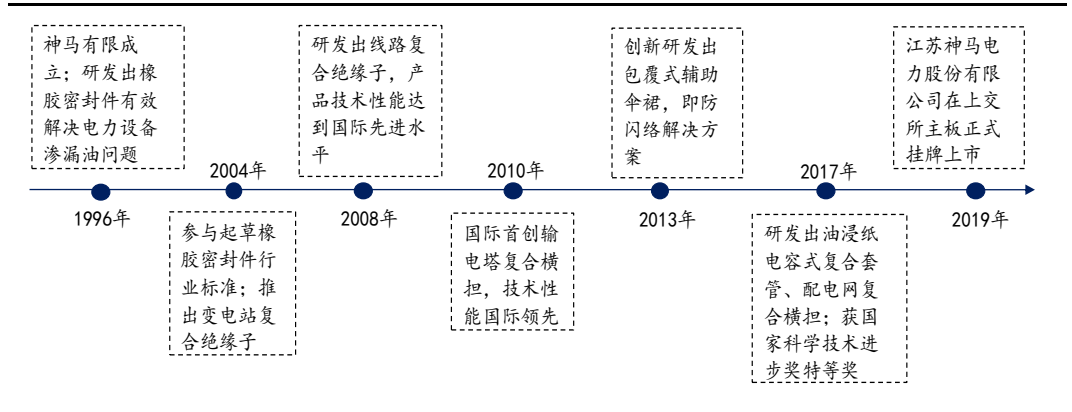 神马有限成
立；研发出橡
胶密封件有效
解决电力设备
渗漏油问题
1996年
2004年
参与起草橡
胶密封件行
业标准；推
出变电站复
合绝缘子
研发出线路复
合绝缘子，产
品技术性能达
到国际先进水
平
2008年
2010年
国际首创输
电塔复合横
担，技术性
能国际领先
创新研发出
包覆式辅助
伞裙，即防
闪络解决方
案
2013年
2017年
研发出油浸纸
电容式复合套
管、配电网复
合横担；获国
家科学技术进
步奖特等奖
江苏神马电
力股份有限
公司在上交
所主板正式
挂牌上市
2019年